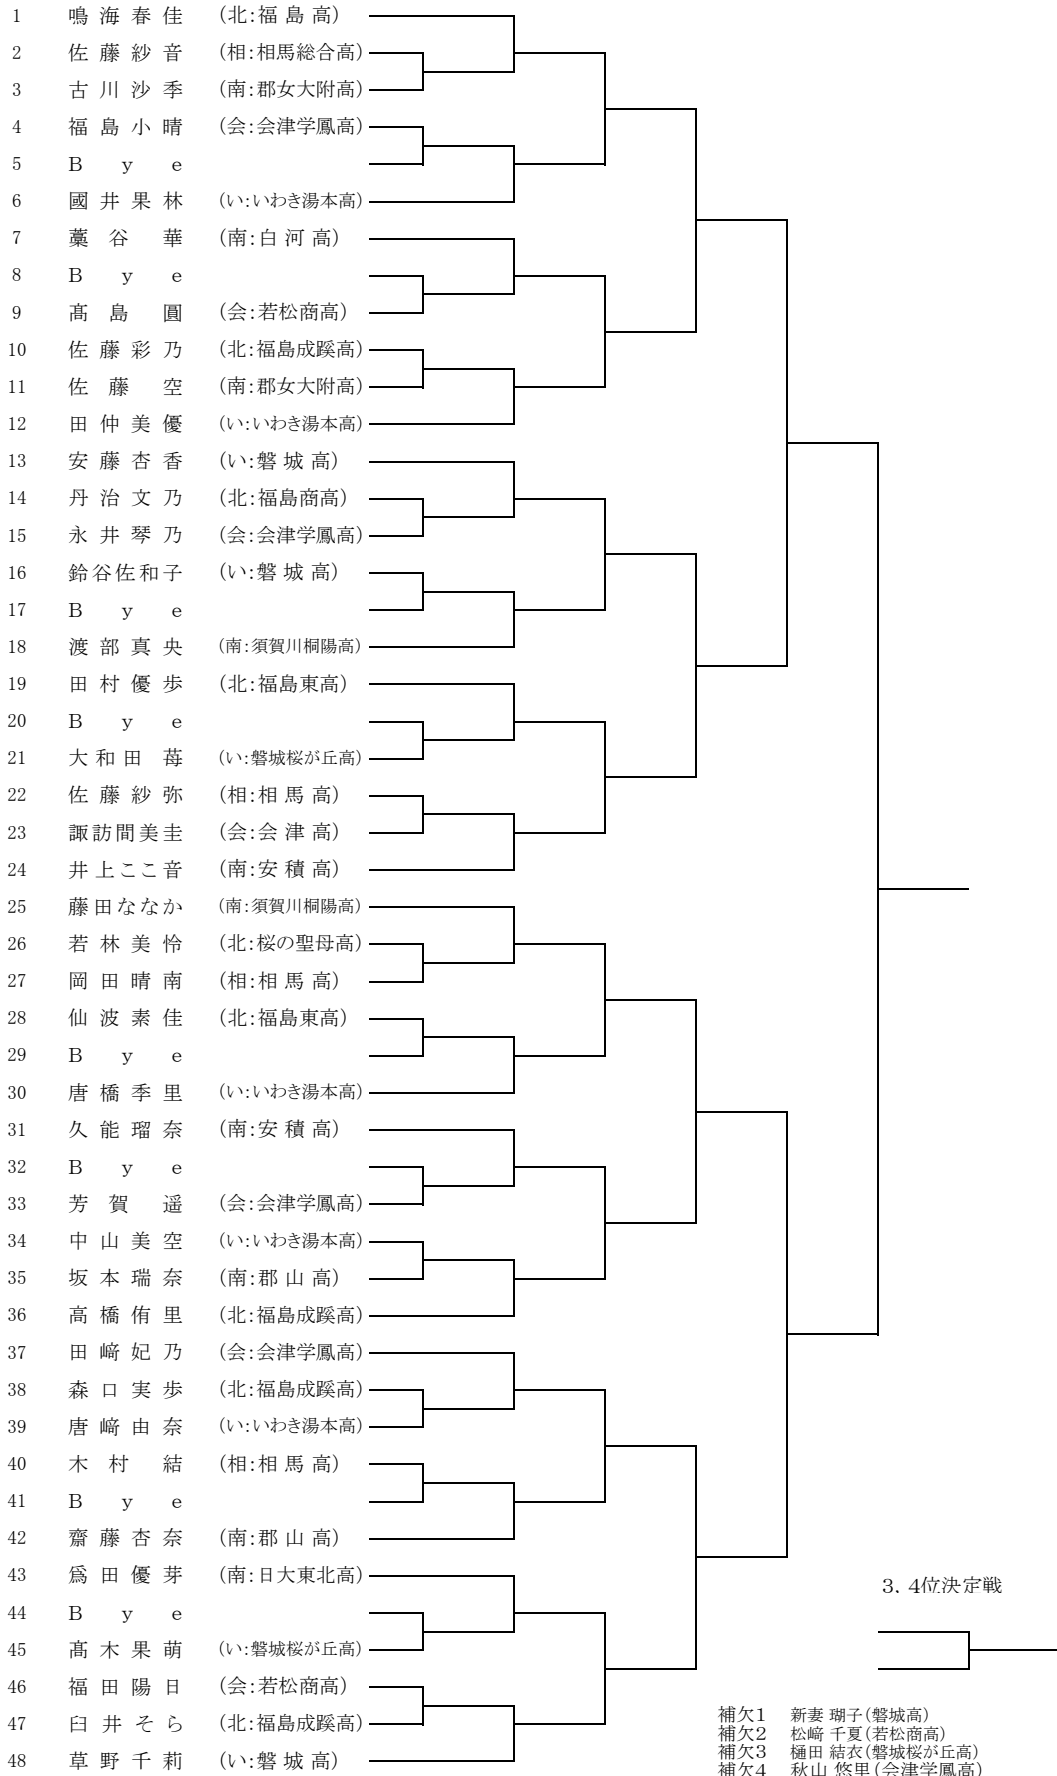 1 鳴海春佳 (北:福島高)
2 佐藤紗音 (相:相馬総合高)
3 古川沙季 (南:郡女大附高)
4 福島小晴 (会:会津学鳳高)
5 Bye
6 國井果林 (い:いわき湯本高)
7 藁谷 華 (南:白河高)
8 Bye
9 髙島 圓 (会:若松商高)
10 佐藤彩乃 (北:福島成蹊高)
11 佐藤 空 (南:郡女大附高)
12 田仲美優 (い:いわき湯本高)
13 安藤杏香 (い:磐城高)
14 丹治文乃 (北:福島商高)
15 永井琴乃 (会:会津学鳳高)
16 鈴谷佐和子 (い:磐城高)
17 Bye
18 渡部真央 (南:須賀川桐陽高)
19 田村優歩 (北:福島東高)
20 Bye
21 大和田 苺 (い:磐城桜が丘高)
22 佐藤紗弥 (相:相馬高)
23 諏訪間美圭 (会:会津高)
24 井上ここ音 (南:安積高)
25 藤田ななか (南:須賀川桐陽高)
26 若林美怜 (北:桜の聖母高)
27 岡田晴南 (相:相馬高)
28 仙波素佳 (北:福島東高)
29 Bye
30 唐橋季里 (い:いわき湯本高)
31 久能瑠奈 (南:安積高)
32 Bye
33 芳賀 遥 (会:会津学鳳高)
34 中山美空 (い:いわき湯本高)
35 坂本瑞奈 (南:郡山高)
36 高橋侑里 (北:福島成蹊高)
37 田﨑妃乃 (会:会津学鳳高)
38 森口実歩 (北:福島成蹊高)
39 唐﨑由奈 (い:いわき湯本高)
40 木村 結 (相:相馬高)
41 Bye
42 齋藤杏奈 (南:郡山高)
43 爲田優芽 (南:日大東北高)
44 Bye
45 髙木果萌 (い:磐城桜が丘高)
46 福田陽日 (会:若松商高)
47 臼井そら (北:福島成蹊高)
48 草野千莉 (い:磐城高)
3，4位決定戦
補欠1 新妻 瑚子(磐城高)
補欠2 松﨑 千夏(若松商高)
補欠3 樋田 結衣(磐城桜が丘高)
補欠4 秋山 悠里(会津学鳳高)